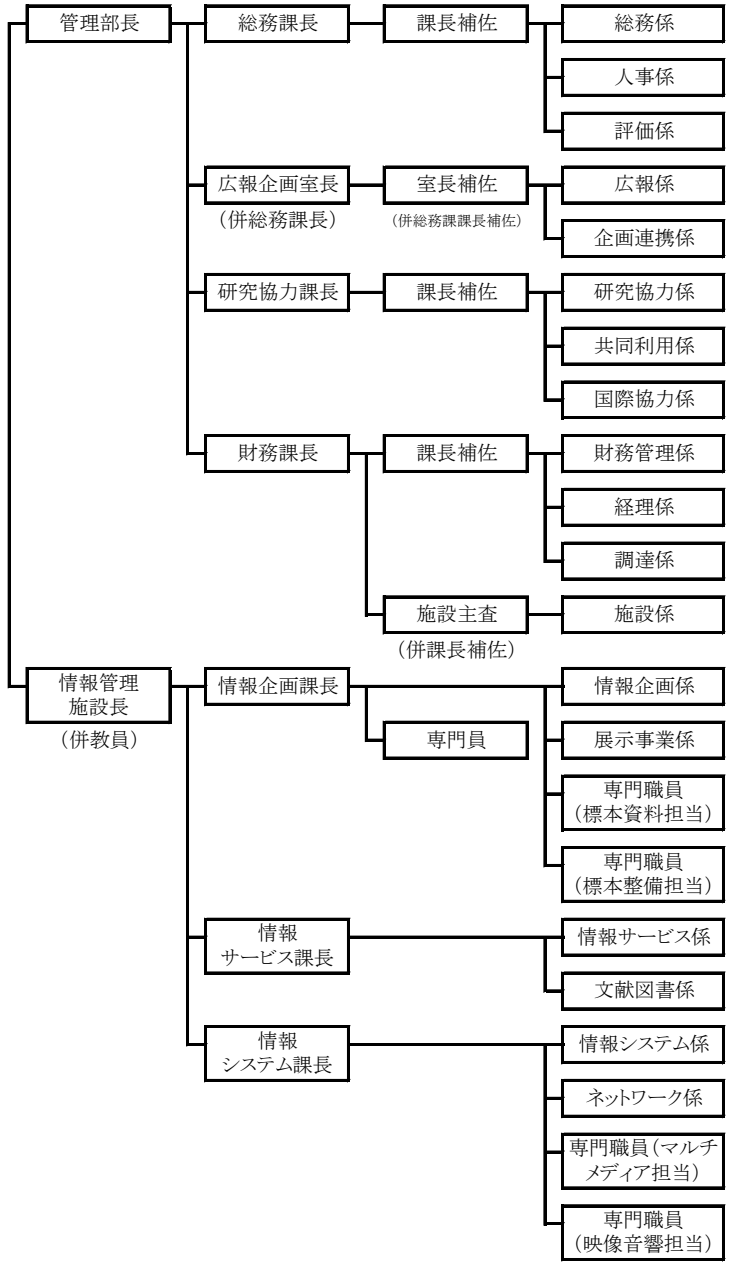 管理部長
総務課長
課長補佐
総務係
人事係
評価係
広報企画室長
(併総務課長)
室長補佐
(併総務課課長補佐)
広報係
企画連携係
研究協力課長
課長補佐
研究協力係
共同利用係
国際協力係
財務課長
課長補佐
財務管理係
経理係
調達係
施設主査
(併課長補佐)
施設係
情報管理
施設長
(併教員)
情報企画課長
専門員
情報企画係
展示事業係
専門職員
(標本資料担当)
専門職員
(標本整備担当)
情報
サービス課長
情報サービス係
文献図書係
情報
システム課長
情報システム係
ネットワーク係
専門職員(マルチ
メディア担当)
専門職員
(映像音響担当)